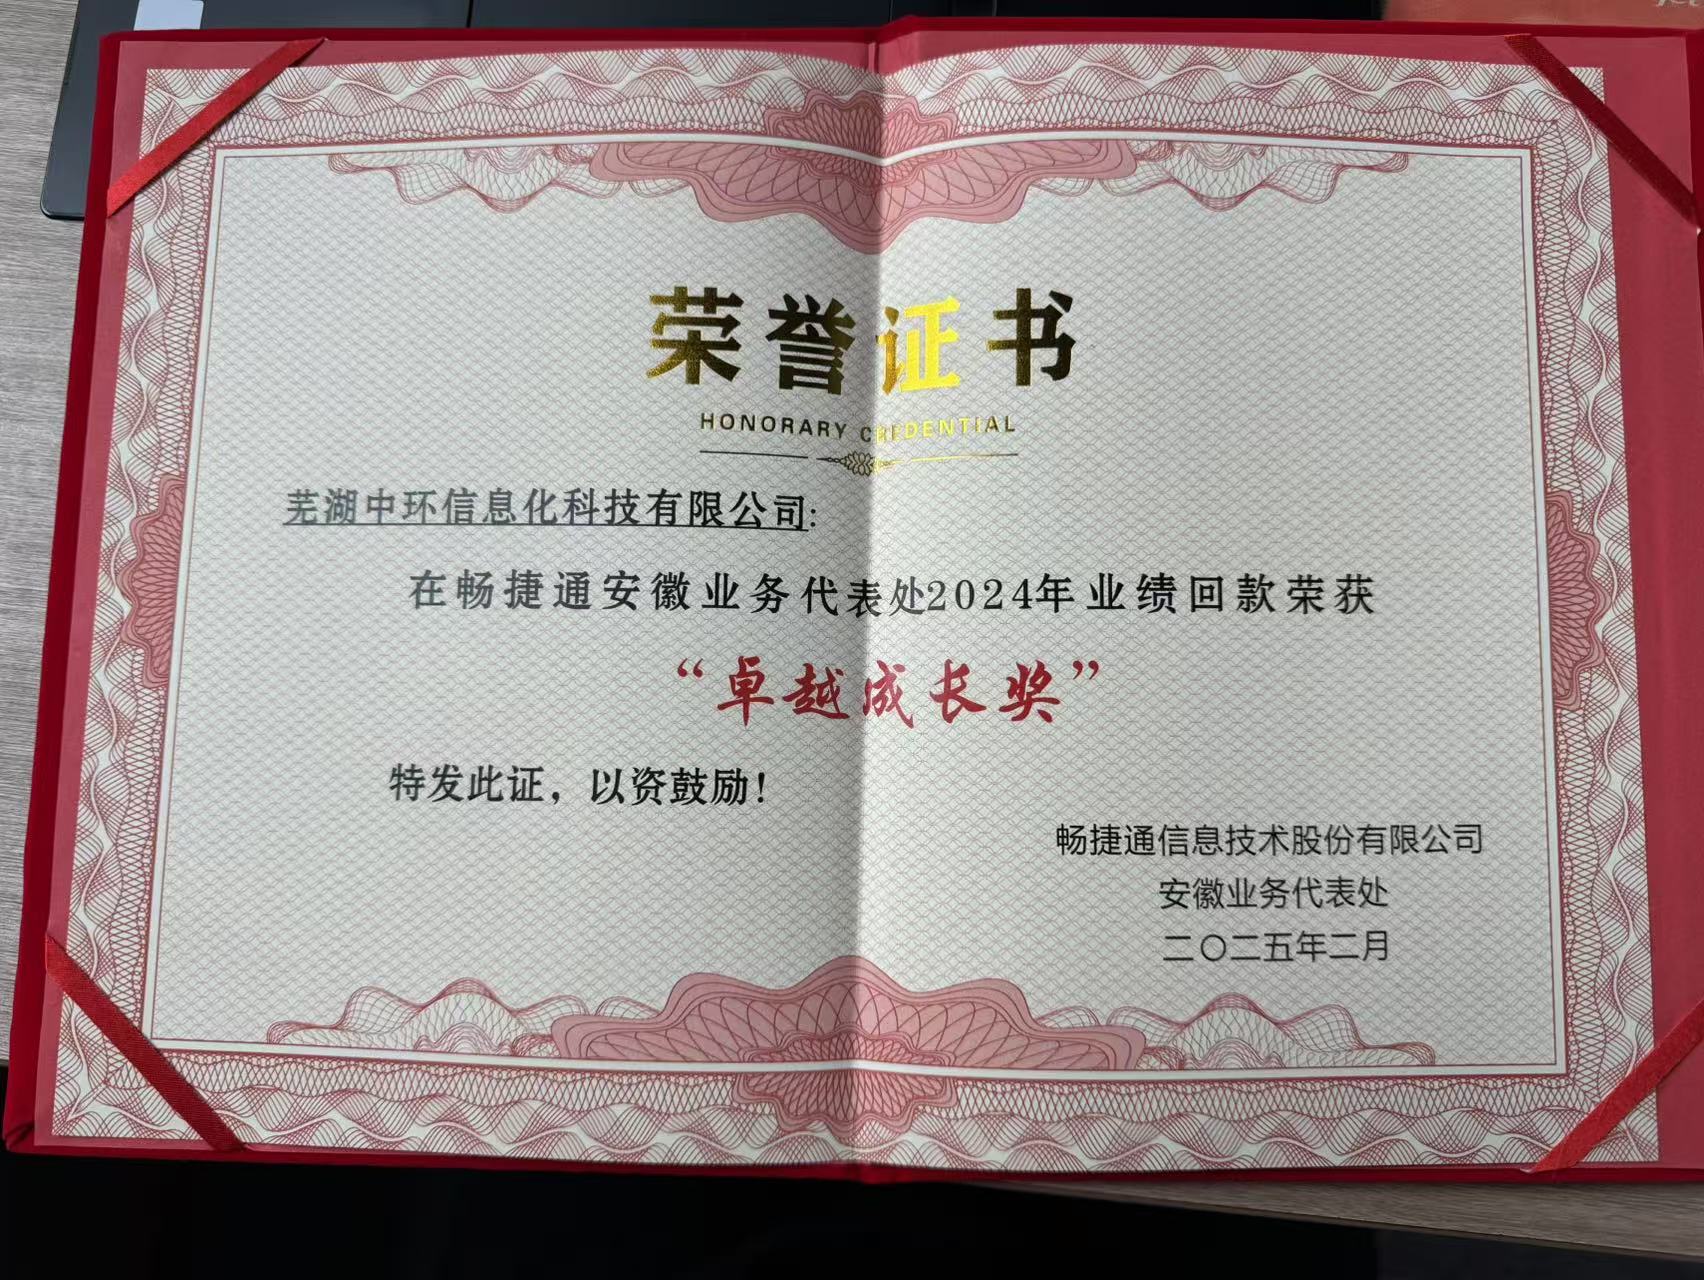 荣誉证书
HONORARY CREDENTIAL
芜湖中环信息化科技有限公司:
在畅捷通安徽业务代表处2024年业绩回款荣获
“卓越成长奖”
特发此证，以资鼓励!
畅捷通信息技术股份有限公司
安徽业务代表处
二〇二五年二月